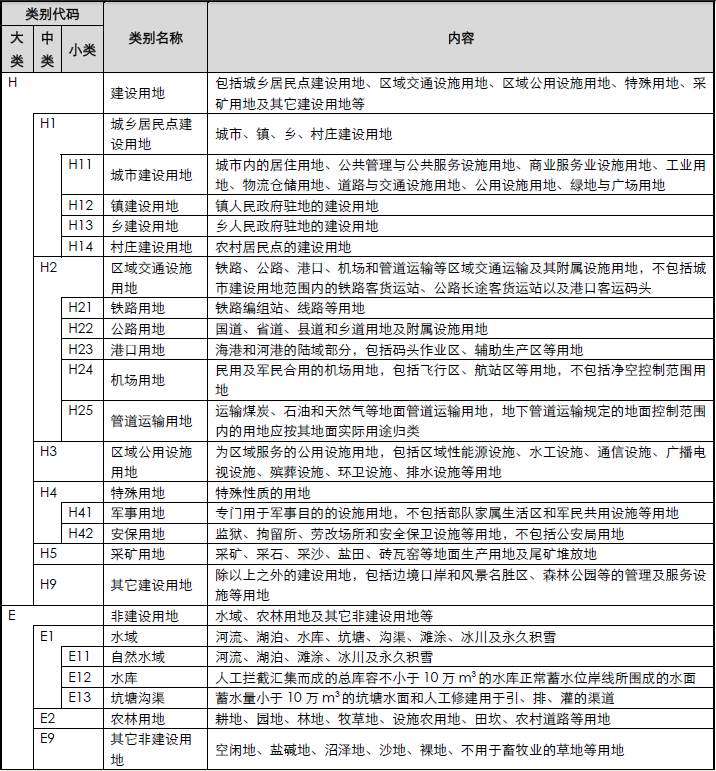 类别代码
类别名称
内容
大类
中类
小类
H
建设用地
包括城乡居民点建设用地、区域交通设施用地、区域公用设施用地、特殊用地、采
矿用地及其它建设用地等
H1
城乡居民点建
设用地
城市、镇、乡、村庄建设用地
H11
城市建设用地
城市内的居住用地、公共管理与公共服务设施用地、商业服务业设施用地、工业用
地、物流仓储用地、道路与交通设施用地、公用设施用地、绿地与广场用地
H12
镇建设用地
镇人民政府驻地的建设用地
H13
乡建设用地
乡人民政府驻地的建设用地
H14
村庄建设用地
农村居民点的建设用地
H2
区域交通设施
用地
铁路、公路、港口、机场和管道运输等区域交通运输及其附属设施用地，不包括城
市建设用地范围内的铁路客货运站、公路长途客货运站以及港口客运码头
H21
铁路用地
铁路编组站、线路等用地
H22
公路用地
国道、省道、县道和乡道用地及附属设施用地
H23
港口用地
海港和河港的陆域部分，包括码头作业区、辅助生产区等用地
H24
机场用地
民用及军民合用的机场用地，包括飞行区、航站区等用地，不包括净空控制范围用
地
H25
管道运输用地
运输煤炭、石油和天然气等地面管道运输用地，地下管道运输规定的地面控制范围
内的用地应按其地面实际用途归类
H3
区域公用设施
用地
为区域服务的公用设施用地，包括区域性能源设施、水工设施、通信设施、广播电
视设施、殡葬设施、环卫设施、排水设施等用地
H4
特殊用地
特殊性质的用地
H41
军事用地
专门用于军事目的的设施用地，不包括部队家属生活区和军民共用设施等用地
H42
安保用地
监狱、拘留所、劳改场所和安全保卫设施等用地，不包括公安局用地
H5
采矿用地
采矿、采石、采沙、盐田、砖瓦窑等地面生产用地及尾矿堆放地
H9
其它建设用地
除以上之外的建设用地，包括边境口岸和风景名胜区、森林公园等的管理及服务设
施等用地
E
非建设用地
水域、农林用地及其它非建设用地等
E1
水域
河流、湖泊、水库、坑塘、沟渠、滩涂、冰川及永久积雪
E11
自然水域
河流、湖泊、滩涂、冰川及永久积雪
E12
水库
人工拦截汇集而成的总库容不小于 10 万 m³的水库正常蓄水位岸线所围成的水面
E13
坑塘沟渠
蓄水量小于 10 万 m³的坑塘水面和人工修建用于引、排、灌的渠道
E2
农林用地
耕地、园地、林地、牧草地、设施农用地、田坎、农村道路等用地
E9
其它非建设用
地
空闲地、盐碱地、沼泽地、沙地、裸地、不用于畜牧业的草地等用地